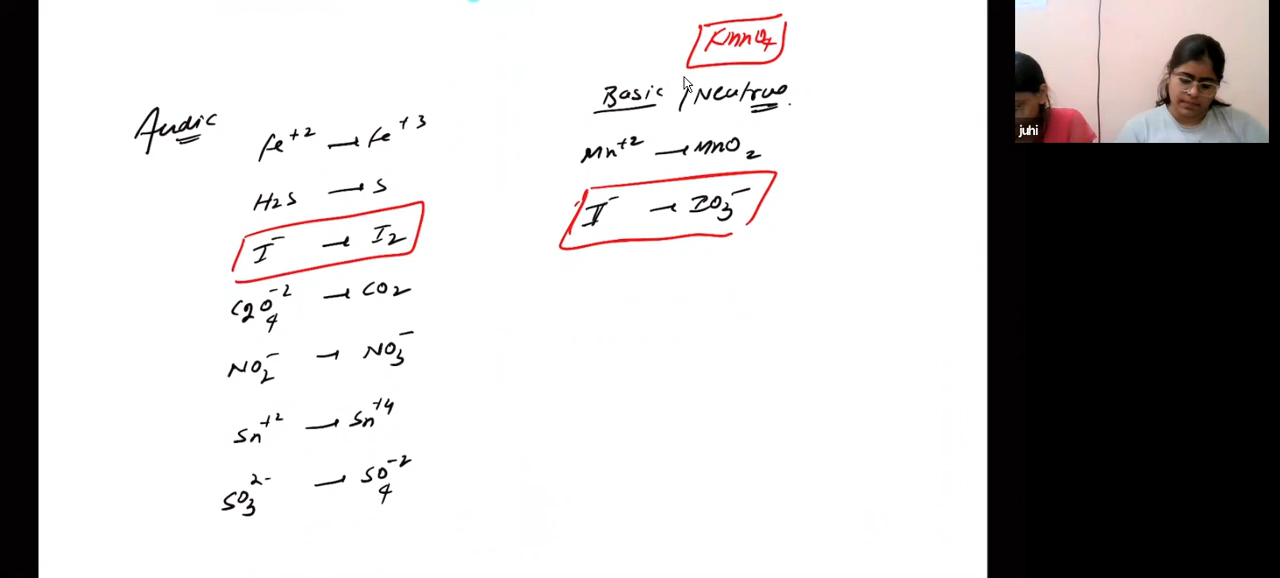 KMnO4
Basic / Neutral.
Acidic
Fe+2 → Fe+3
Mn+2 → MnO2
H2S → S
I- → IO3-
I- → I2
C2O4-2 → CO2
NO2- → NO3-
Sn+2 → Sn+4
SO3 2- → SO4-2
juhi